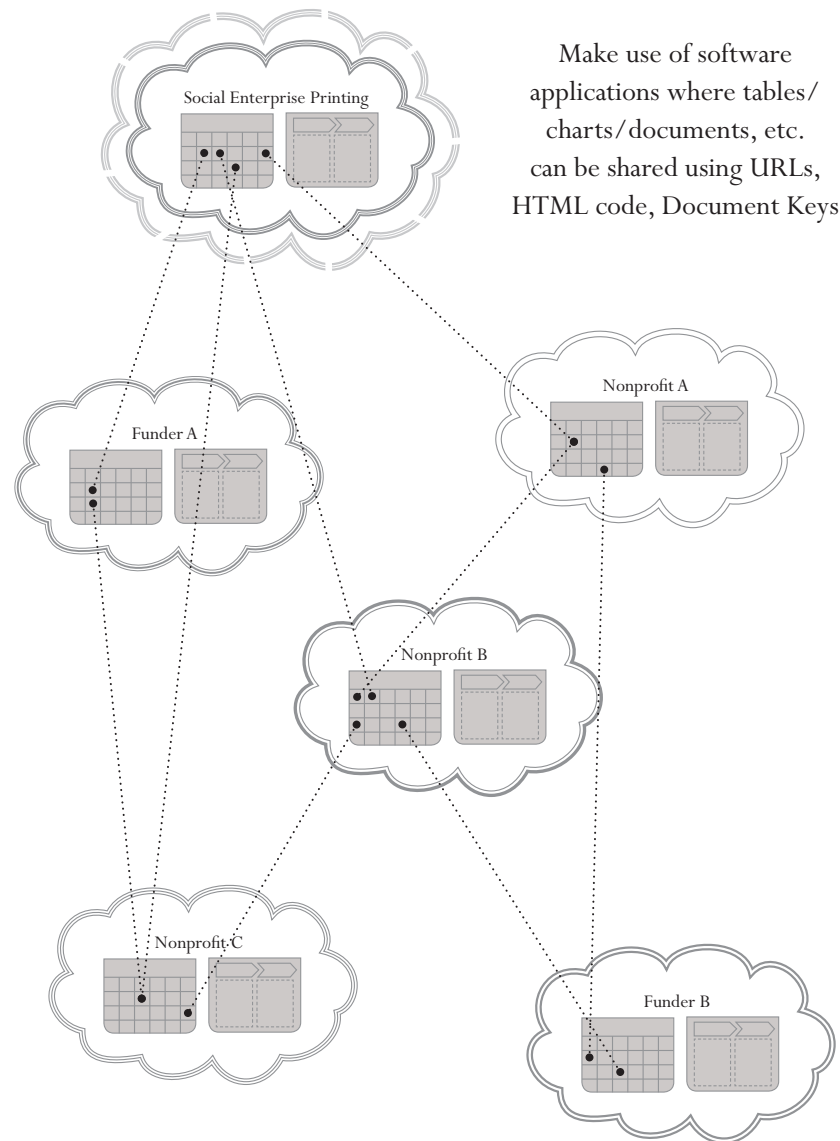 Make use of software
applications where tables/
charts/documents, etc.
can be shared using URLs,
HTML code, Document Keys
Social Enterprise Printing
Nonprofit A
Funder A
Nonprofit B
Nonprofit C
Funder B